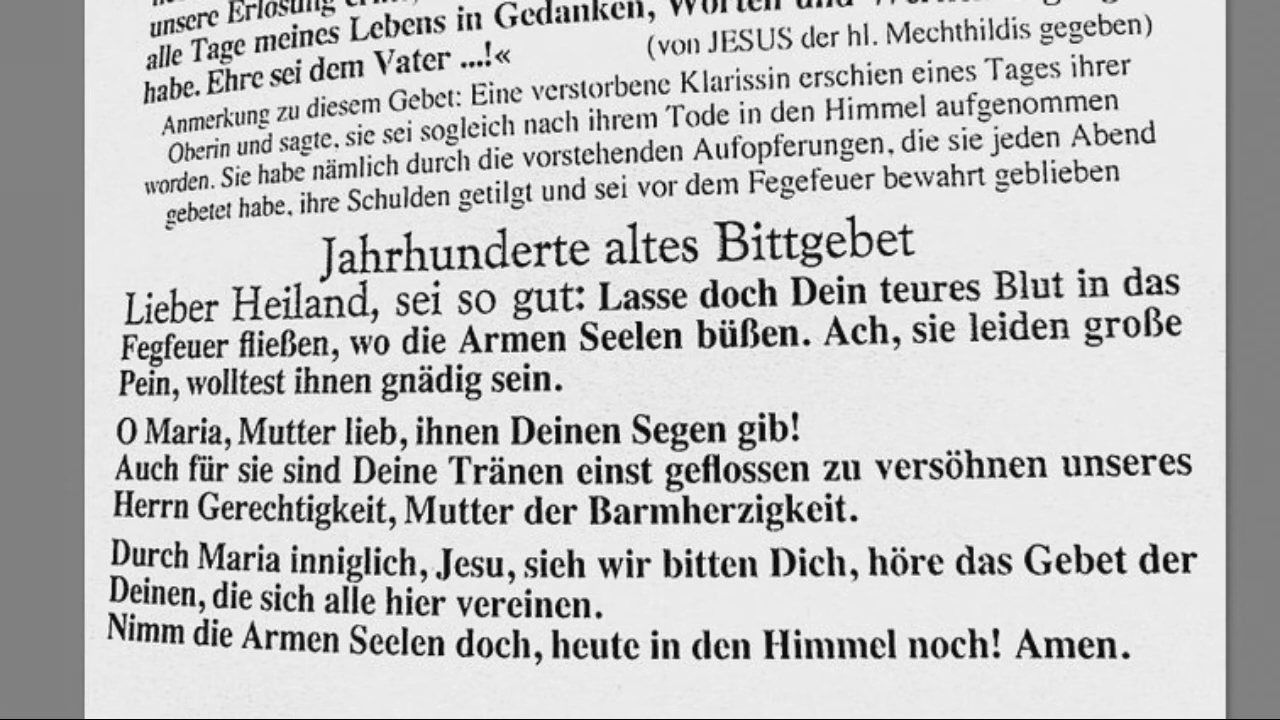 unsere Erlösung
alle Tage meines Lebens in Gedanken, Worten und
habe. Ehre sei dem Vater ...!« (von JESUS der hl. Mechthildis gegeben)
Anmerkung zu diesem Gebet: Eine verstorbene Klarissin erschien eines Tages ihrer
Oberin und sagte, sie sei sogleich nach ihrem Tode in den Himmel aufgenommen
worden. Sie habe nämlich durch die vorstehenden Aufopferungen, die sie jeden Abend
gebetet habe, ihre Schulden getilgt und sei vor dem Fegefeuer bewahrt geblieben
Jahrhunderte altes Bittgebet
Lieber Heiland, sei so gut: Lasse doch Dein teures Blut in das
Fegfeuer fließen, wo die Armen Seelen büßen. Ach, sie leiden große
Pein, wolltest ihnen gnädig sein.
O Maria, Mutter lieb, ihnen Deinen Segen gib!
Auch für sie sind Deine Tränen einst geflossen zu versöhnen unseres
Herrn Gerechtigkeit, Mutter der Barmherzigkeit.
Durch Maria inniglich, Jesu, sieh wir bitten Dich, höre das Gebet der
Deinen, die sich alle hier vereinen.
Nimm die Armen Seelen doch, heute in den Himmel noch! Amen.